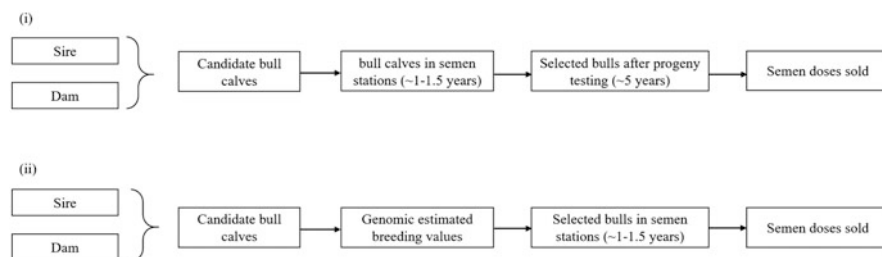 (i)
Sire
Dam
Candidate bull
calves
bull calves in semen
stations (~1-1.5 years)
Selected bulls after progeny
testing (~5 years)
Semen doses sold
(ii)
Sire
Dam
Candidate bull
calves
Genomic estimated
breeding values
Selected bulls in semen
stations (~1-1.5 years)
Semen doses sold